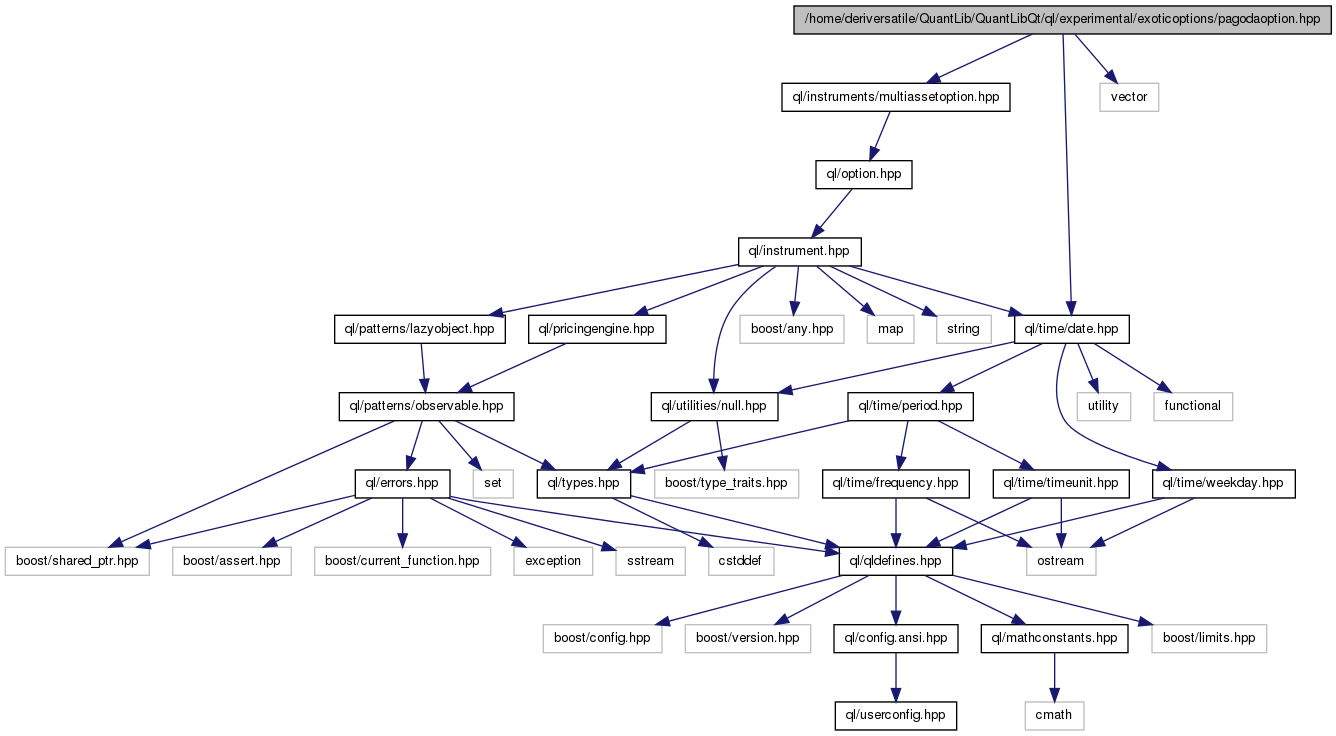 /home/deriversatile/QuantLib/QuantLibQt/ql/experimental/exoticoptions/pagodaoption.hpp
ql/instruments/multiassetoption.hpp
vector
ql/option.hpp
ql/instrument.hpp
ql/patterns/lazyobject.hpp
ql/pricingengine.hpp
boost/any.hpp
map
string
ql/time/date.hpp
ql/patterns/observable.hpp
ql/utilities/null.hpp
ql/time/period.hpp
utility
functional
ql/errors.hpp
set
ql/types.hpp
boost/type_traits.hpp
ql/time/frequency.hpp
ql/time/timeunit.hpp
ql/time/weekday.hpp
boost/shared_ptr.hpp
boost/assert.hpp
boost/current_function.hpp
exception
sstream
cstddef
ql/qldefines.hpp
ostream
boost/config.hpp
boost/version.hpp
ql/config.ansi.hpp
ql/mathconstants.hpp
boost/limits.hpp
ql/userconfig.hpp
cmath